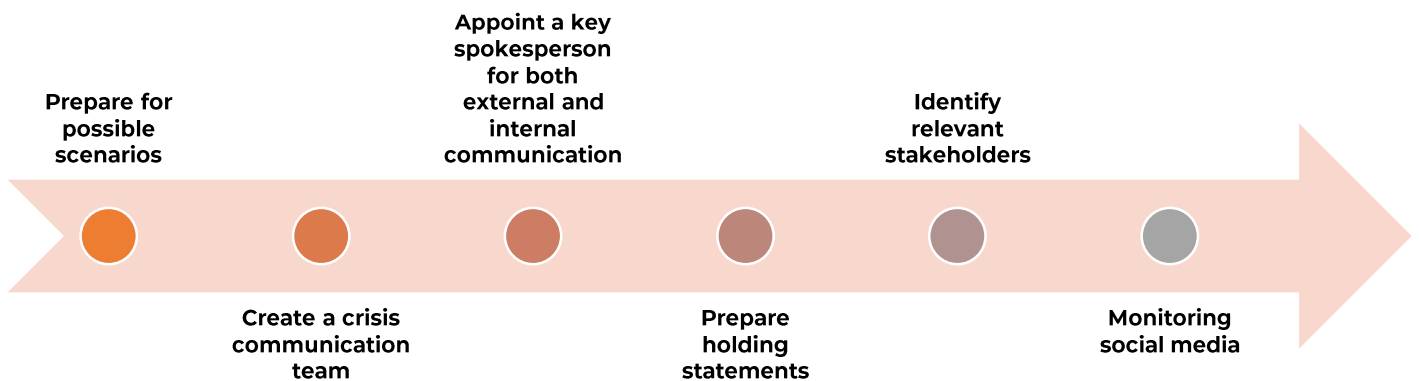 Prepare for
possible
scenarios
Create a crisis
communication
team
Appoint a key
spokesperson
for both
external and
internal
communication
Prepare
holding
statements
Identify
relevant
stakeholders
Monitoring
social media